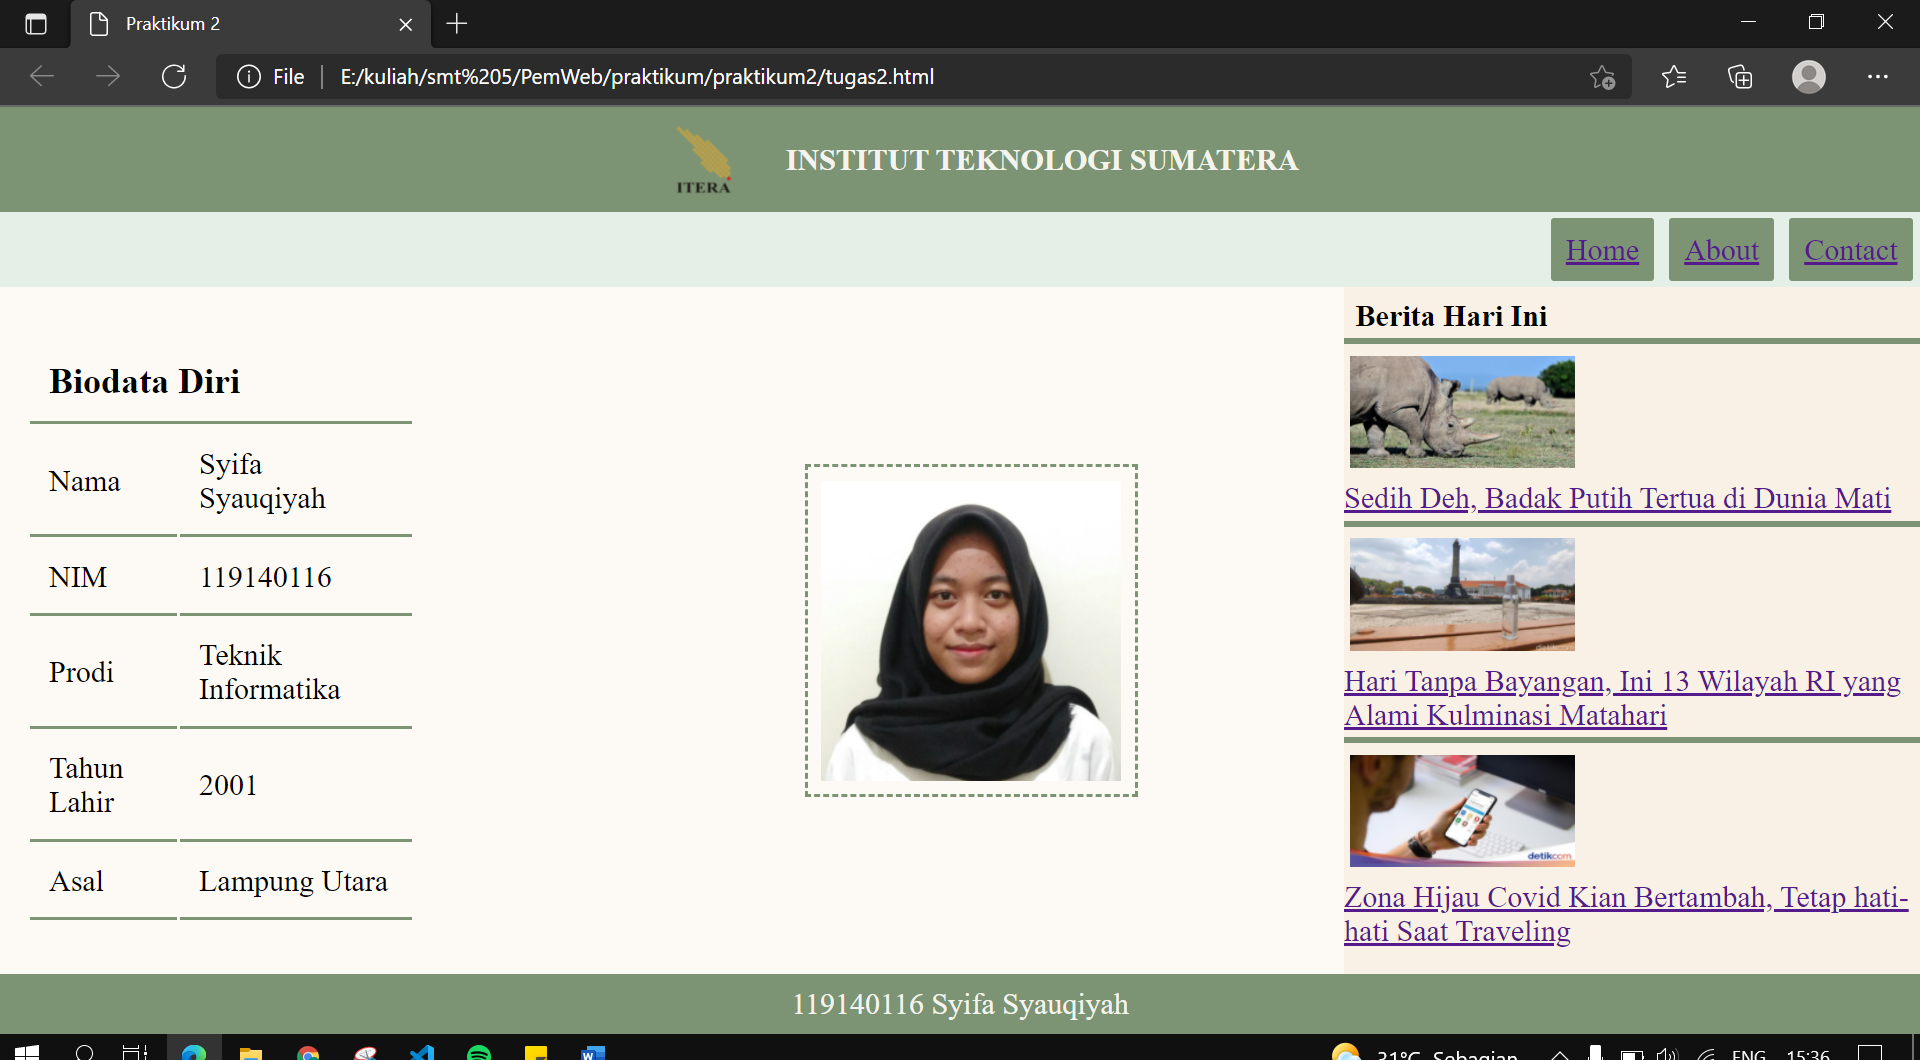 Praktikum 2
File
E:/kuliah/smt%205/PemWeb/praktikum/praktikum2/tugas2.html
ITERA
INSTITUT TEKNOLOGI SUMATERA
Home About Contact
Biodata Diri
Nama
Syifa
Syauqiyah
NIM 119140116
Prodi
Teknik
Informatika
Tahun
Lahir
2001
Asal Lampung Utara
Berita Hari Ini
Sedih Deh, Badak Putih Tertua di Dunia Mati
Hari Tanpa Bayangan, Ini 13 Wilayah RI yang
Alami Kulminasi Matahari
detikcom
Zona Hijau Covid Kian Bertambah, Tetap hati-
hati Saat Traveling
119140116 Syifa Syauqiyah
31°C Sebagian ENG 15:36